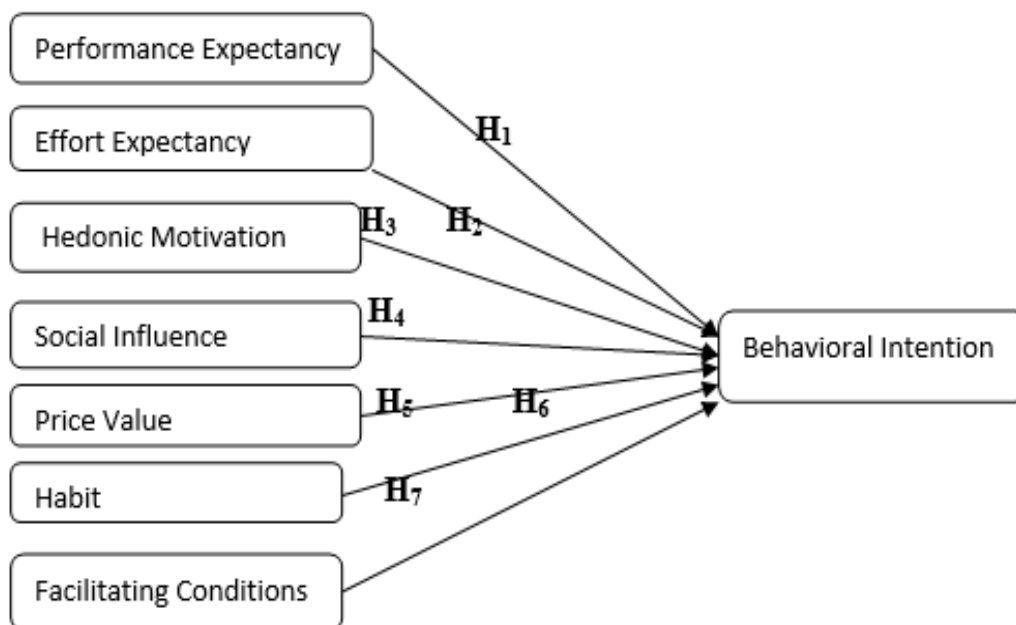 Performance Expectancy
H₁
Effort Expectancy
H₂
H₃
Hedonic Motivation
H₄
Social Influence
Behavioral Intention
H₅
H₆
Price Value
H₇
Habit
Facilitating Conditions